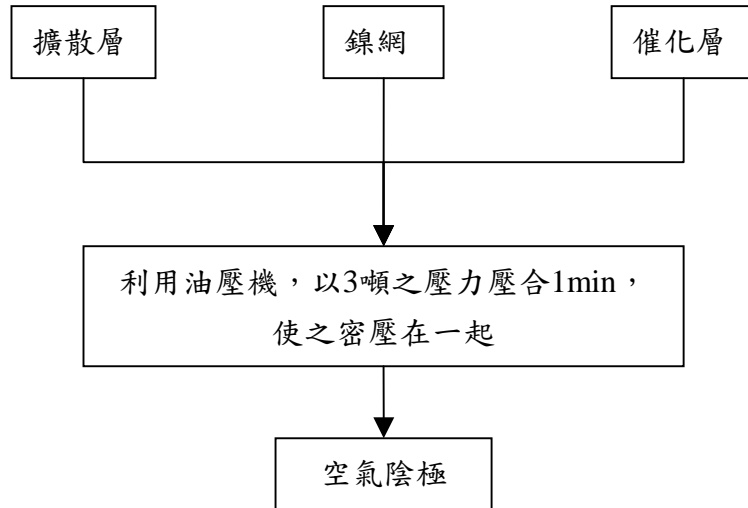 擴散層
鎳網
催化層
利用油壓機，以3噸之壓力壓合1min，
使之密壓在一起
空氣陰極